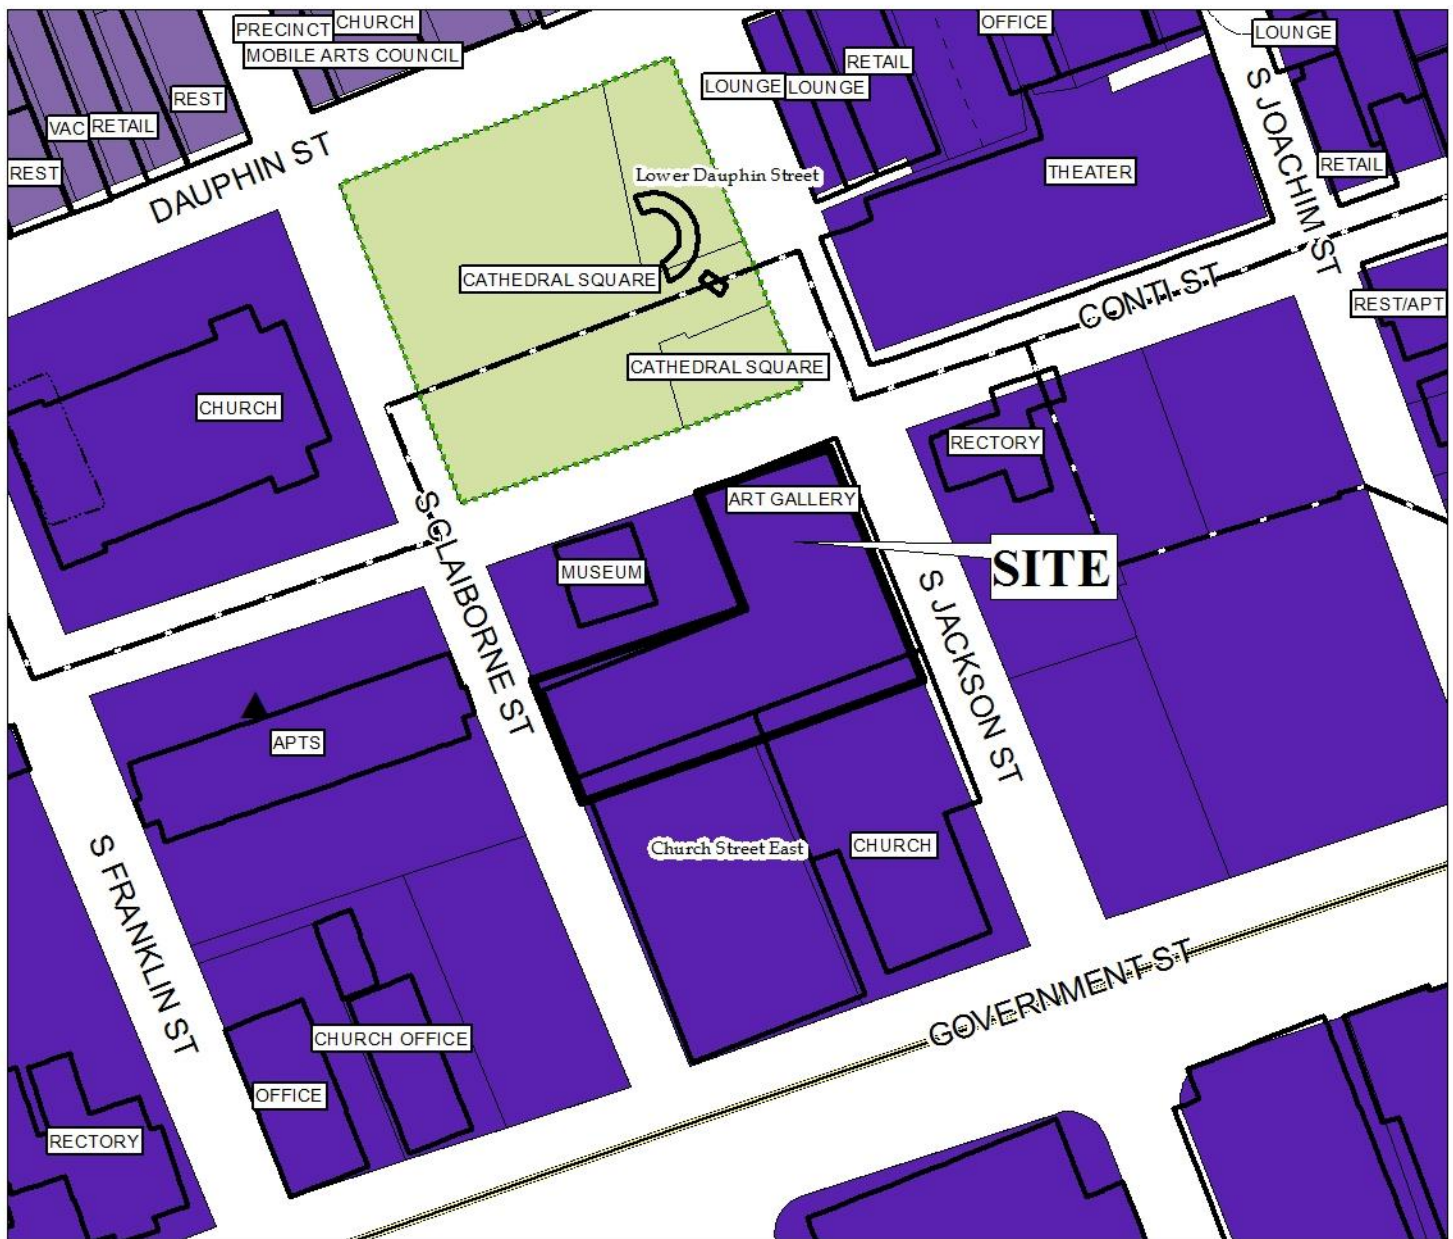 PRECINCT
CHURCH
OFFICE
LOUNGE
MOBILE ARTS COUNCIL
RETAIL
LOUNGE
LOUNGE
REST
VAC
RETAIL
REST
DAUPHIN ST
Lower Dauphin Street
THEATER
S JOACHIM ST
RETAIL
CATHEDRAL SQUARE
CONTI ST
REST/APT
CATHEDRAL SQUARE
CHURCH
RECTORY
ART GALLERY
SITE
MUSEUM
S CLAIBORNE ST
S JACKSON ST
APTS
Church Street East
CHURCH
S FRANKLIN ST
GOVERNMENT ST
CHURCH OFFICE
OFFICE
RECTORY